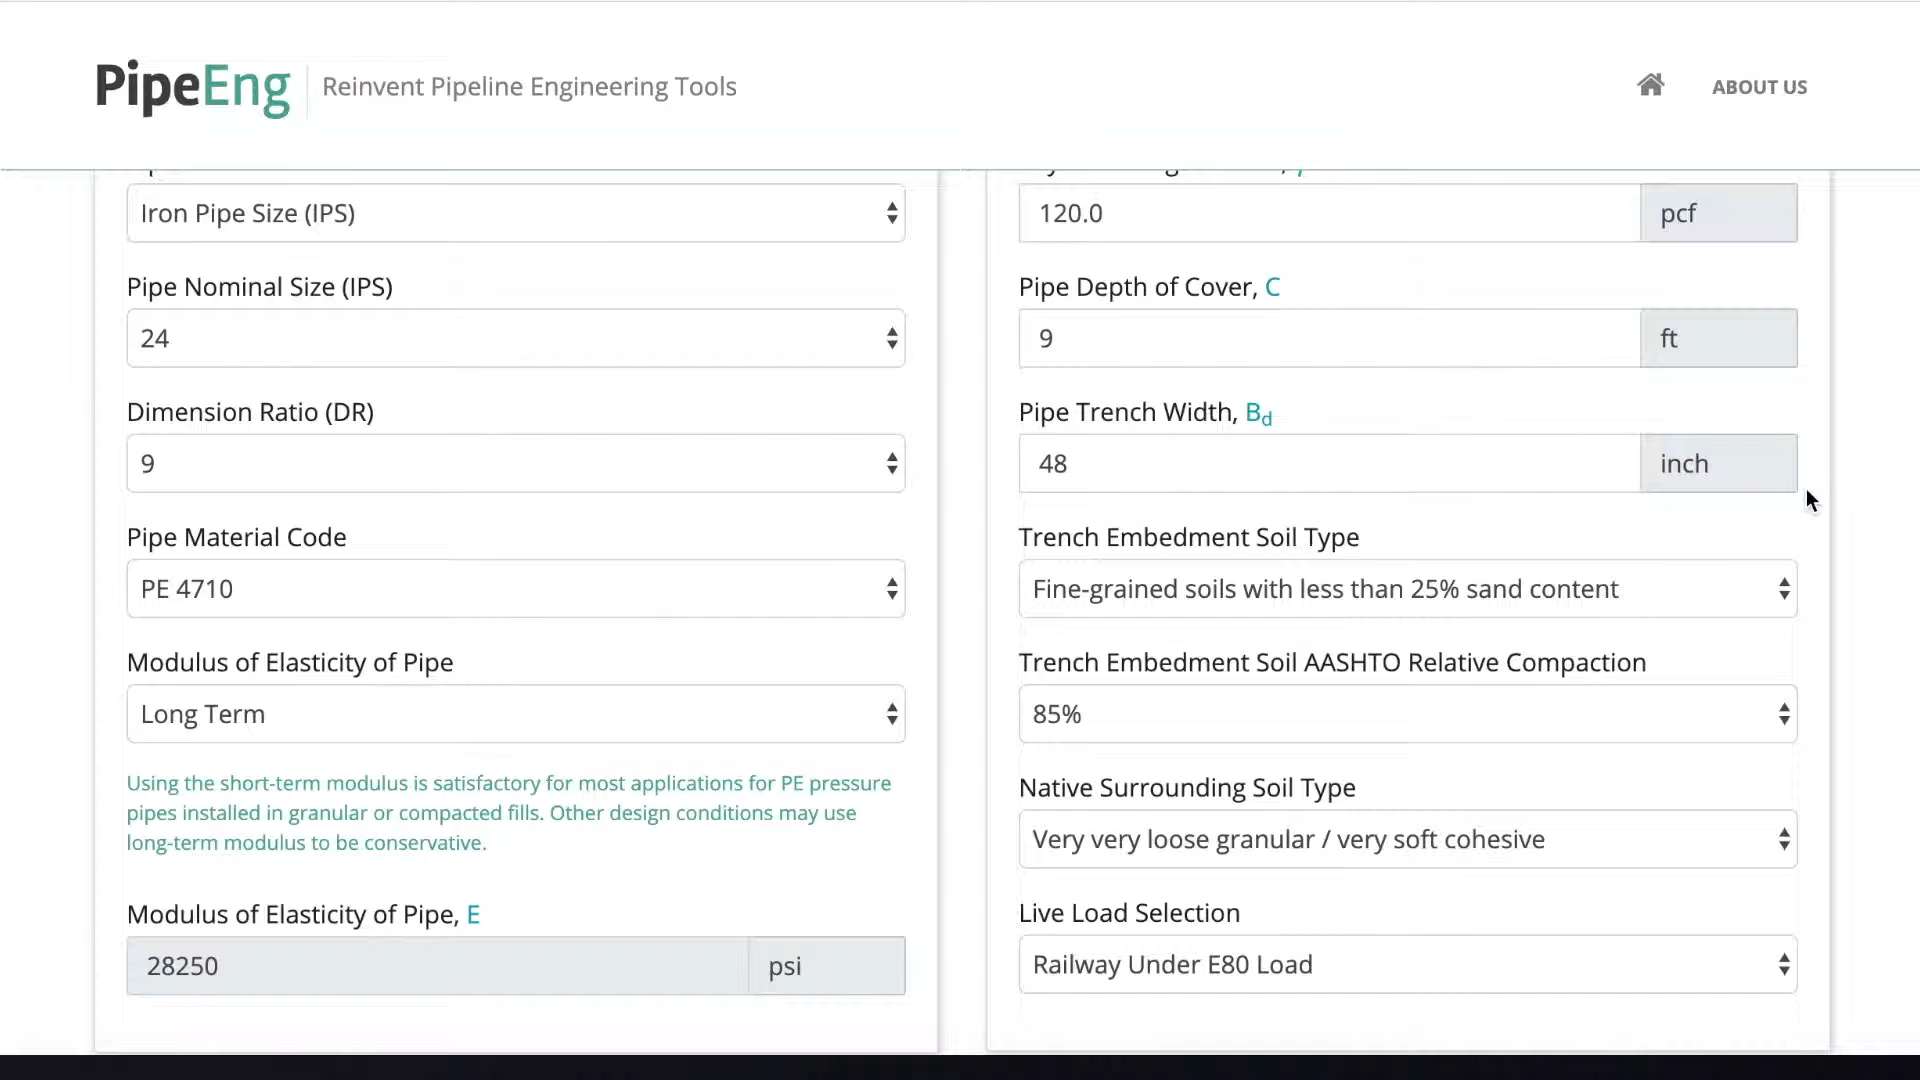 PipeEng
Reinvent Pipeline Engineering Tools
ABOUT US
Iron Pipe Size (IPS)
Pipe Nominal Size (IPS)
24
Dimension Ratio (DR)
9
Pipe Material Code
PE 4710
Modulus of Elasticity of Pipe
Long Term
Using the short-term modulus is satisfactory for most applications for PE pressure
pipes installed in granular or compacted fills. Other design conditions may use
long-term modulus to be conservative.
Modulus of Elasticity of Pipe, E
28250 psi
120.0 pcf
Pipe Depth of Cover, C
9 ft
Pipe Trench Width, Bd
48 inch
Trench Embedment Soil Type
Fine-grained soils with less than 25% sand content
Trench Embedment Soil AASHTO Relative Compaction
85%
Native Surrounding Soil Type
Very very loose granular / very soft cohesive
Live Load Selection
Railway Under E80 Load